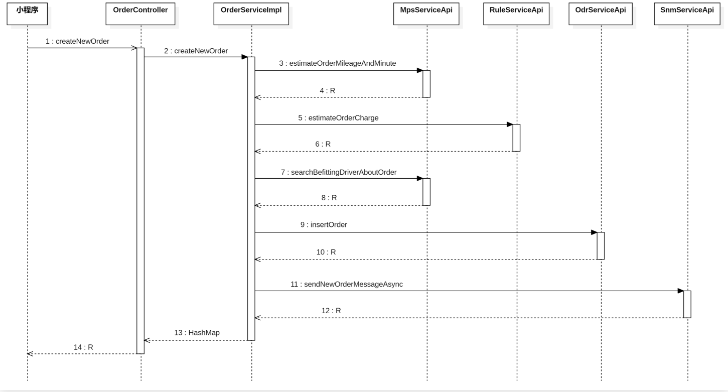 小程序
OrderController
OrderServiceImpl
MpsServiceApi
RuleServiceApi
OdrServiceApi
SnmServiceApi
1 : createNewOrder
2 : createNewOrder
3 : estimateOrderMileageAndMinute
4 : R
5 : estimateOrderCharge
6 : R
7 : searchBefittingDriverAboutOrder
8 : R
9 : insertOrder
10 : R
11 : sendNewOrderMessageAsync
12 : R
13 : HashMap
14 : R